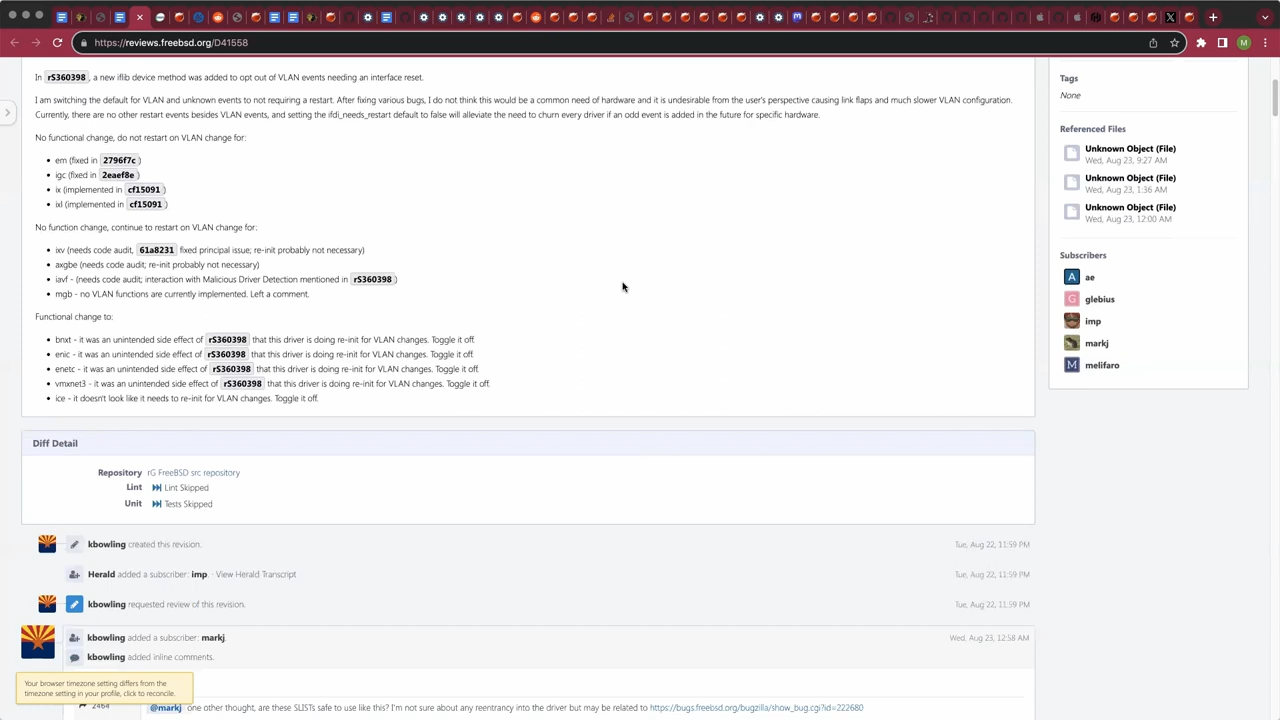 https://reviews.freebsd.org/D41558
M
In rS360398, a new iflib device method was added to opt out of VLAN events needing an interface reset.
I am switching the default for VLAN and unknown events to not requiring a restart. After fixing various bugs, I do not think this would be a common need of hardware and it is undesirable from the user's perspective causing link flaps and much slower VLAN configuration.
Currently, there are no other restart events besides VLAN events, and setting the ifdi_needs_restart default to false will alleviate the need to churn every driver if an odd event is added in the future for specific hardware.
No functional change, do not restart on VLAN change for:
• em (fixed in 2796f7c)
• igc (fixed in 2eaef8e)
• ix (implemented in cf15091)
• ixl (implemented in cf15091)
No function change, continue to restart on VLAN change for:
• ixv (needs code audit, 61a8231 fixed principal issue; re-init probably not necessary)
• axgbe (needs code audit; re-init probably not necessary)
• iavf - (needs code audit; interaction with Malicious Driver Detection mentioned in rS360398)
• mgb - no VLAN functions are currently implemented. Left a comment.
Functional change to:
• bnxt - it was an unintended side effect of rS360398 that this driver is doing re-init for VLAN changes. Toggle it off.
• enic - it was an unintended side effect of rS360398 that this driver is doing re-init for VLAN changes. Toggle it off.
• enetc - it was an unintended side effect of rS360398 that this driver is doing re-init for VLAN changes. Toggle it off.
• vmxnet3 - it was an unintended side effect of rS360398 that this driver is doing re-init for VLAN changes. Toggle it off.
• ice - it doesn't look like it needs to re-init for VLAN changes. Toggle it off.
Tags
None
Referenced Files
Unknown Object (File)
Wed, Aug 23, 9:27 AM
Unknown Object (File)
Wed, Aug 23, 1:36 AM
Unknown Object (File)
Wed, Aug 23, 12:00 AM
Subscribers
A ae
G glebius
imp
markj
M melifaro
Diff Detail
Repository rG FreeBSD src repository
Lint Lint Skipped
Unit Tests Skipped
kbowling created this revision. Tue, Aug 22, 11:59 PM
Herald added a subscriber: imp. · View Herald Transcript Tue, Aug 22, 11:59 PM
kbowling requested review of this revision. Tue, Aug 22, 11:59 PM
kbowling added a subscriber: markj. Wed, Aug 23, 12:58 AM
kbowling added inline comments.
Your browser timezone setting differs from the
timezone setting in your profile, click to reconcile.
2464 @markj one other thought, are these SLISTs safe to use like this? I'm not sure about any reentrancy into the driver but may be related to https://bugs.freebsd.org/bugzilla/show_bug.cgi?id=222680